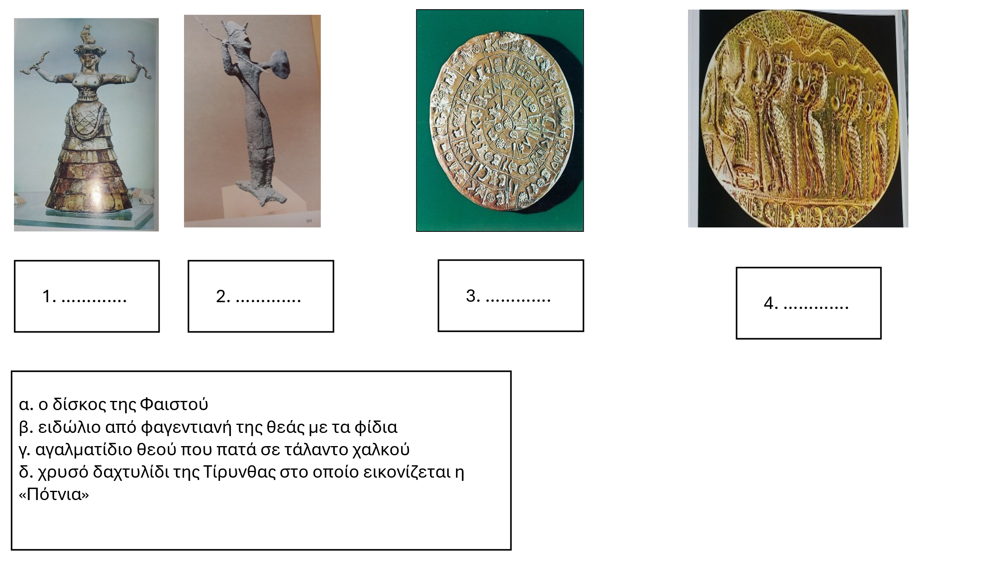 205
1. .............
2. .............
3. .............
4. .............
α. ο δίσκος της Φαιστού
β. ειδώλιο από φαγεντιανή της θεάς με τα φίδια
γ. αγαλματίδιο θεού που πατά σε τάλαντο χαλκού
δ. χρυσό δαχτυλίδι της Τίρυνθας στο οποίο εικονίζεται η
«Πότνια»